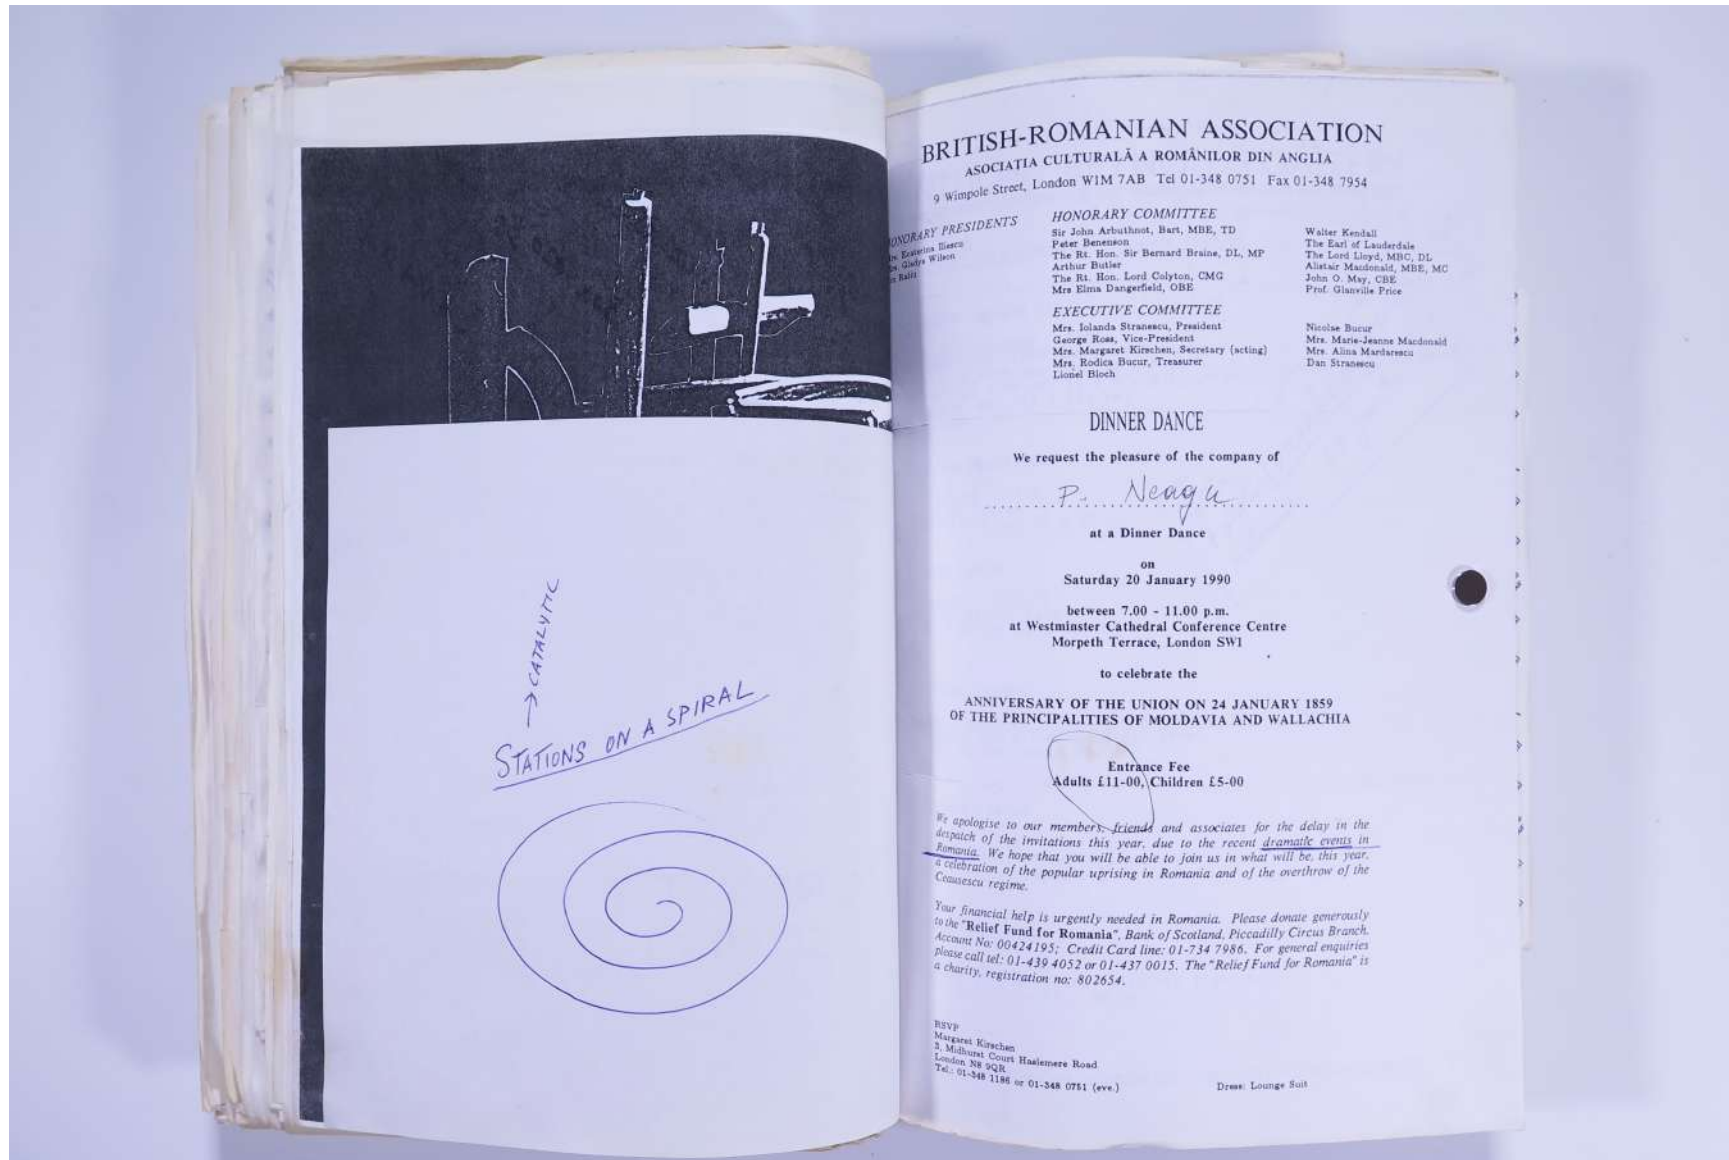 → CATALYTIC
STATIONS ON A SPIRAL
BRITISH-ROMANIAN ASSOCIATION
ASOCIATIA CULTURALĂ A ROMÂNILOR DIN ANGLIA
9 Wimpole Street, London W1M 7AB Tel 01-348 0751 Fax 01-348 7954
HONORARY PRESIDENTS
Mrs. Ecaterina Iliescu
Mrs. Gladys Wilson
Ratiu
HONORARY COMMITTEE
Sir John Arbuthnot, Bart, MBE, TD
Peter Benenson
The Rt. Hon. Sir Bernard Braine, DL, MP
Arthur Butler
The Rt. Hon. Lord Colyton, CMG
Mrs Elma Dangerfield, OBE
Walter Kendall
The Earl of Lauderdale
The Lord Lloyd, MBC, DL
Alistair Macdonald, MBE, MC
John O. May, CBE
Prof. Glanville Price
EXECUTIVE COMMITTEE
Mrs. Iolanda Stranescu, President
George Ross, Vice-President
Mrs. Margaret Kirschen, Secretary (acting)
Mrs. Rodica Bucur, Treasurer
Lionel Bloch
Nicolae Bucur
Mrs. Marie-Jeanne Macdonald
Mrs. Alina Mardarescu
Dan Stranescu
DINNER DANCE
We request the pleasure of the company of
P. Neagu
at a Dinner Dance
on
Saturday 20 January 1990
between 7.00 - 11.00 p.m.
at Westminster Cathedral Conference Centre
Morpeth Terrace, London SW1
to celebrate the
ANNIVERSARY OF THE UNION ON 24 JANUARY 1859
OF THE PRINCIPALITIES OF MOLDAVIA AND WALLACHIA
Entrance Fee
Adults £11-00, Children £5-00
We apologise to our members, friends and associates for the delay in the
despatch of the invitations this year, due to the recent dramatic events in
Romania. We hope that you will be able to join us in what will be, this year,
a celebration of the popular uprising in Romania and of the overthrow of the
Ceausescu regime.
Your financial help is urgently needed in Romania. Please donate generously
to the "Relief Fund for Romania", Bank of Scotland, Piccadilly Circus Branch.
Account No: 00424195; Credit Card line: 01-734 7986. For general enquiries
please call tel: 01-439 4052 or 01-437 0015. The "Relief Fund for Romania" is
a charity, registration no: 802654.
RSVP
Margaret Kirschen
3, Midhurst Court Haslemere Road
London N8 9QR
Tel.: 01-348 1186 or 01-348 0751 (eve.)
Dress: Lounge Suit